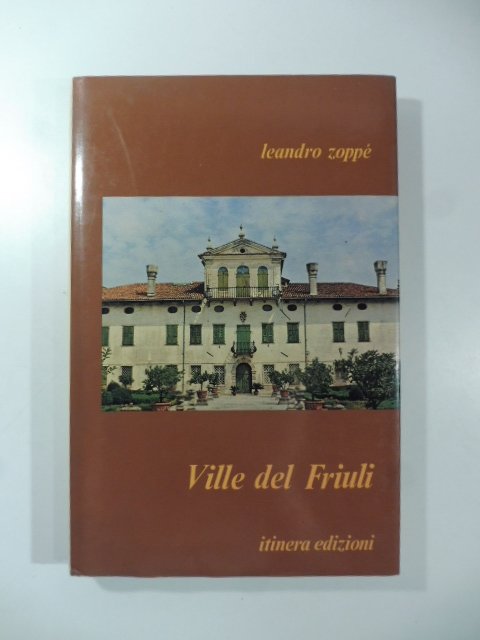 leandro zoppé
Ville del Friuli
itinera edizioni